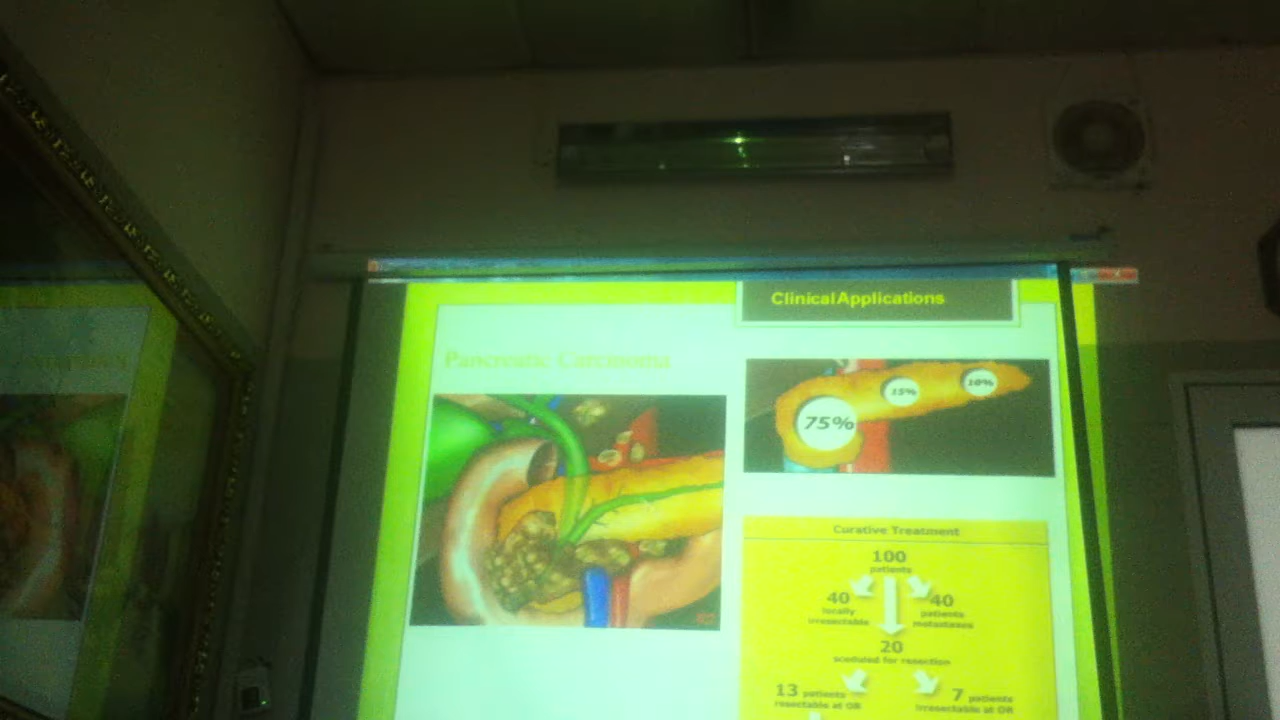 Clinical Applications
Pancreatic Carcinoma
75%
15%
10%
Curative Treatment
100
patients
40
locally
irresectable
40
patients
metastases
20
sceduled for resection
13 patients
resectable at OR
7 patients
irresectable at OR